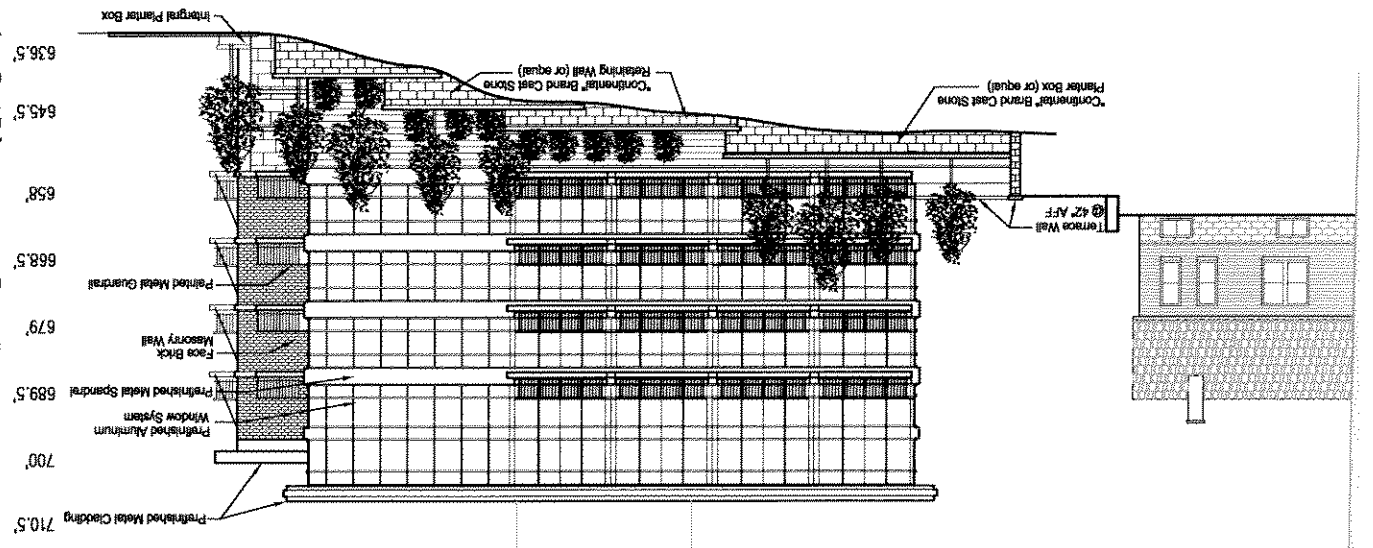 710.5'
Prefinished Metal Cladding
700'
Prefinished Aluminum
Window System
689.5'
Prefinished Metal Spandrel
Face Brick
Masonry Wall
679'
Painted Metal Guardrail
668.5'
Terrace Wall
@ 42" AFF
658'
"Continental" Brand Cast Stone
Planter Box (or equal)
645.5'
"Continental" Brand Cast Stone
Retaining Wall (or equal)
636.5'
Intergral Planter Box